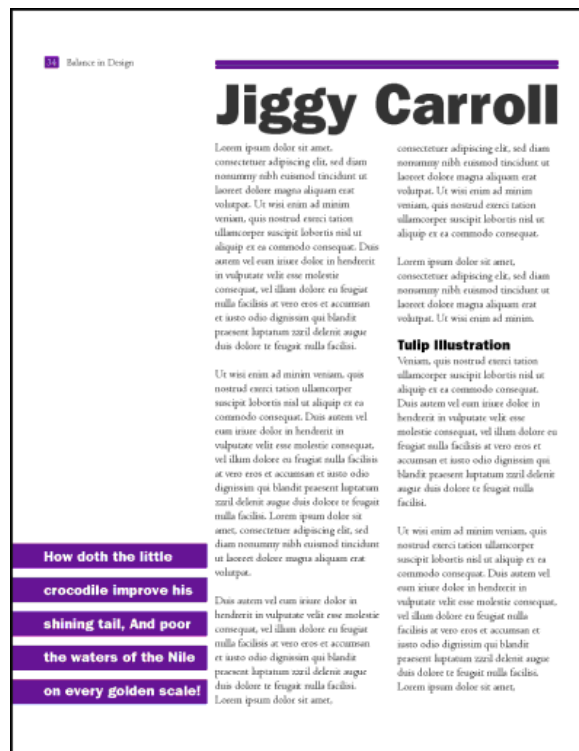 34 Balance in Design
Jiggy Carroll
Lorem ipsum dolor sit amet,
consectetuer adipiscing elit, sed diam
nonummy nibh euismod tincidunt ut
laoreet dolore magna aliquam erat
volutpat. Ut wisi enim ad minim
veniam, quis nostrud exerci tation
ullamcorper suscipit lobortis nisl ut
aliquip ex ea commodo consequat. Duis
autem vel eum iriure dolor in hendrerit
in vulputate velit esse molestie
consequat, vel illum dolore eu feugiat
nulla facilisis at vero eros et accumsan
et iusto odio dignissim qui blandit
praesent luptatum zzril delenit augue
duis dolore te feugait nulla facilisi.
Ut wisi enim ad minim veniam, quis
nostrud exerci tation ullamcorper
suscipit lobortis nisl ut aliquip ex ea
commodo consequat. Duis autem vel
eum iriure dolor in hendrerit in
vulputate velit esse molestie consequat,
vel illum dolore eu feugiat nulla facilisis
at vero eros et accumsan et iusto odio
dignissim qui blandit praesent luptatum
zzril delenit augue duis dolore te feugait
nulla facilisi. Lorem ipsum dolor sit
amet, consectetuer adipiscing elit, sed
diam nonummy nibh euismod tincidunt
ut laoreet dolore magna aliquam erat
volutpat.
Duis autem vel eum iriure dolor in
hendrerit in vulputate velit esse molestie
consequat, vel illum dolore eu feugiat
nulla facilisis at vero eros et accumsan
et iusto odio dignissim qui blandit
praesent luptatum zzril delenit augue
duis dolore te feugait nulla facilisi.
Lorem ipsum dolor sit amet,
consectetuer adipiscing elit, sed diam
nonummy nibh euismod tincidunt ut
laoreet dolore magna aliquam erat
volutpat. Ut wisi enim ad minim
veniam, quis nostrud exerci tation
ullamcorper suscipit lobortis nisl ut
aliquip ex ea commodo consequat.
Lorem ipsum dolor sit amet,
consectetuer adipiscing elit, sed diam
nonummy nibh euismod tincidunt ut
laoreet dolore magna aliquam erat
volutpat. Ut wisi enim ad minim.
Tulip Illustration
Veniam, quis nostrud exerci tation
ullamcorper suscipit lobortis nisl ut
aliquip ex ea commodo consequat.
Duis autem vel eum iriure dolor in
hendrerit in vulputate velit esse
molestie consequat, vel illum dolore eu
feugiat nulla facilisis at vero eros et
accumsan et iusto odio dignissim qui
blandit praesent luptatum zzril delenit
augue duis dolore te feugait nulla
facilisi.
Ut wisi enim ad minim veniam, quis
nostrud exerci tation ullamcorper
suscipit lobortis nisl ut aliquip ex ea
commodo consequat. Duis autem vel
eum iriure dolor in hendrerit in
vulputate velit esse molestie consequat,
vel illum dolore eu feugiat nulla
facilisis at vero eros et accumsan et
iusto odio dignissim qui blandit
praesent luptatum zzril delenit augue
duis dolore te feugait nulla facilisi.
Lorem ipsum dolor sit amet,
How doth the little
crocodile improve his
shining tail, And poor
the waters of the Nile
on every golden scale!